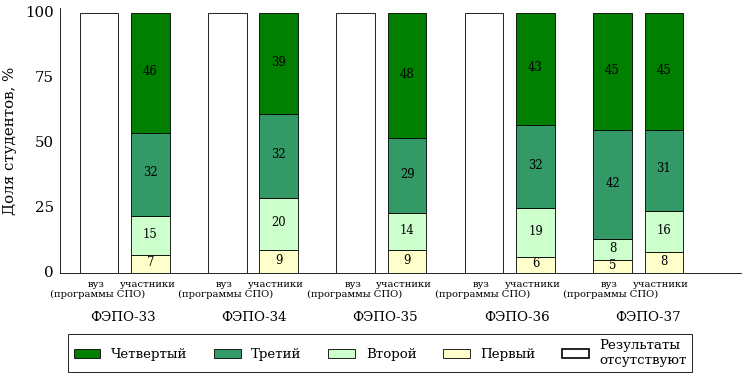 Доля студентов, %
100
75
50
25
0
46
32
15
7
39
32
20
9
48
29
14
9
43
32
19
6
45
42
8
5
45
31
16
8
вуз
(программы СПО)
участники
вуз
(программы СПО)
участники
вуз
(программы СПО)
участники
вуз
(программы СПО)
участники
вуз
(программы СПО)
участники
ФЭПО-33 ФЭПО-34 ФЭПО-35 ФЭПО-36 ФЭПО-37
Четвертый Третий Второй Первый Результаты
отсутствуют